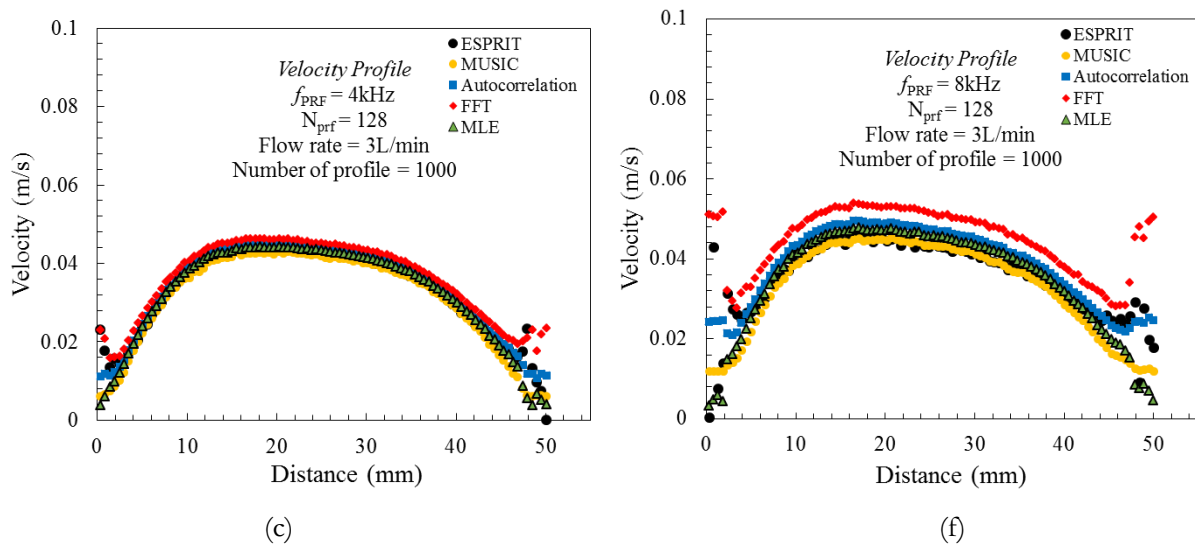 0.1
0.08
0.06
0.04
0.02
0
Velocity (m/s)
Velocity Profile
fPRF = 4kHz
Nprf = 128
Flow rate = 3L/min
Number of profile = 1000
ESPRIT
MUSIC
Autocorrelation
FFT
MLE
0 10 20 30 40 50
Distance (mm)
(c)
0.1
0.08
0.06
0.04
0.02
0
Velocity (m/s)
Velocity Profile
fPRF = 8kHz
Nprf = 128
Flow rate = 3L/min
Number of profile = 1000
ESPRIT
MUSIC
Autocorrelation
FFT
MLE
0 10 20 30 40 50
Distance (mm)
(f)